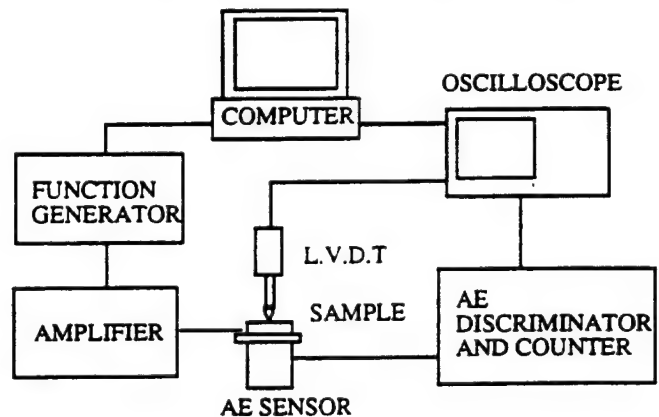 OSCILLOSCOPE
COMPUTER
FUNCTION
GENERATOR
L.V.D.T
SAMPLE
AMPLIFIER
AE
DISCRIMINATOR
AND COUNTER
AE SENSOR